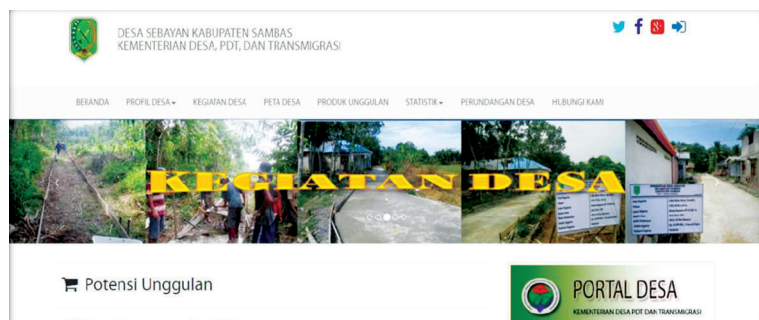 DESA SEBAYAN KABUPATEN SAMBAS
KEMENTERIAN DESA, PDT, DAN TRANSMIGRASI
BERANDA PROFIL DESA KEGIATAN DESA PETA DESA PRODUK UNGGULAN STATISTIK PERUNDANGAN DESA HUBUNGI KAMI
KEGIATAN DESA
Potensi Unggulan
PORTAL DESA
KEMENTERIAN DESA PDT DAN TRANSMIGRASI